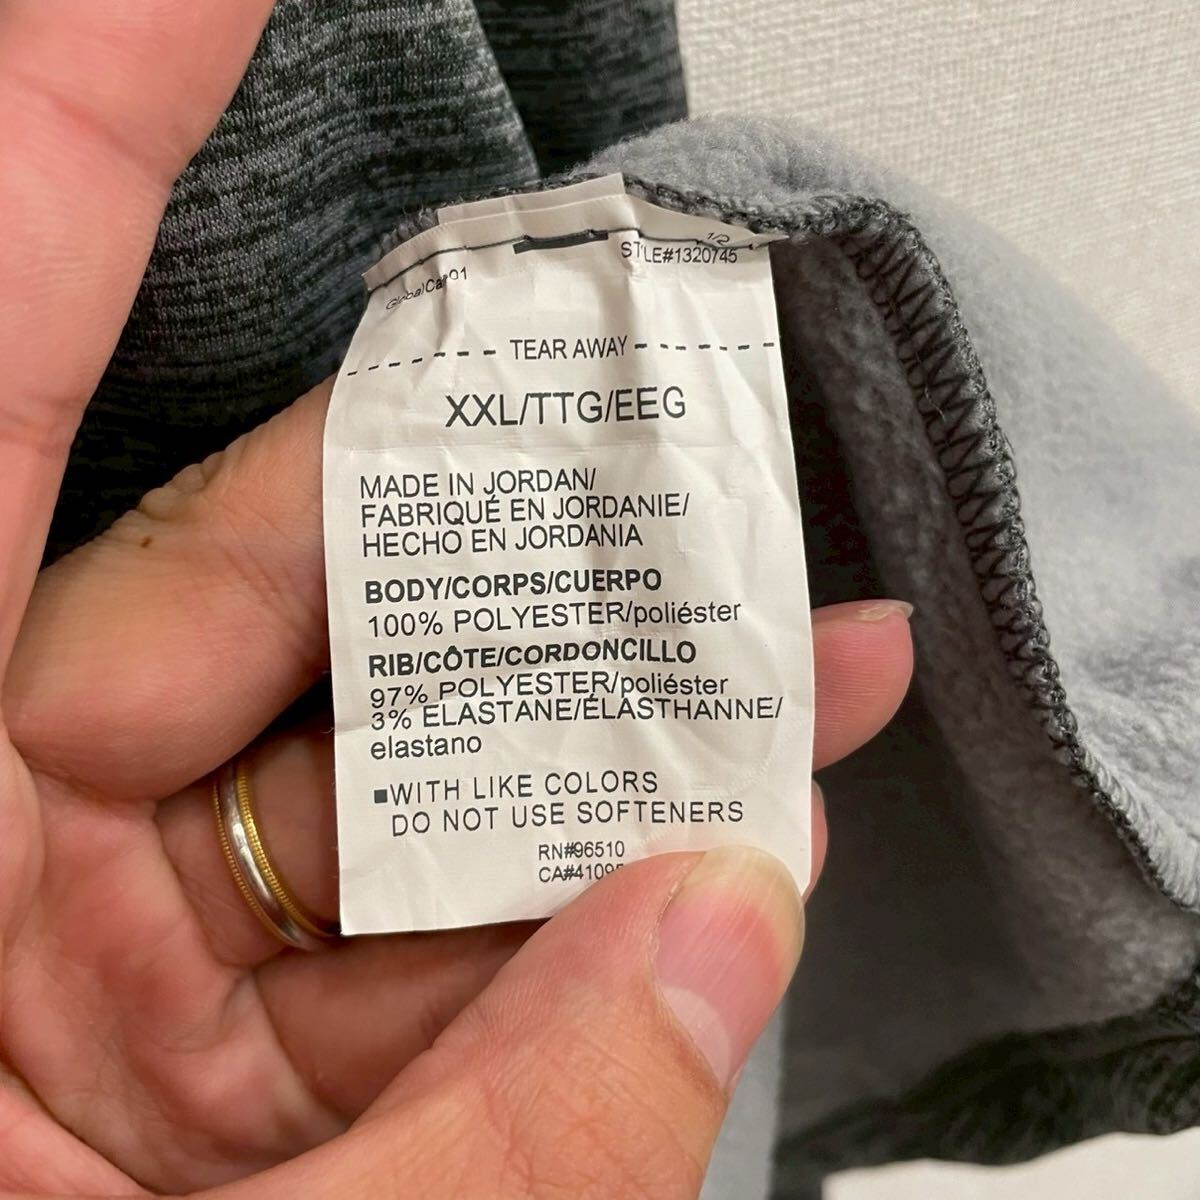 1/2
STYLE#1320745
TEAR AWAY
XXL/TTG/EEG
MADE IN JORDAN/
FABRIQUÉ EN JORDANIE/
HECHO EN JORDANIA
BODY/CORPS/CUERPO
100% POLYESTER/poliéster
RIB/CÔTE/CORDONCILLO
97% POLYESTER/poliéster
3% ELASTANE/ÉLASTHANNE/
elastano
■WITH LIKE COLORS
DO NOT USE SOFTENERS
RN#96510